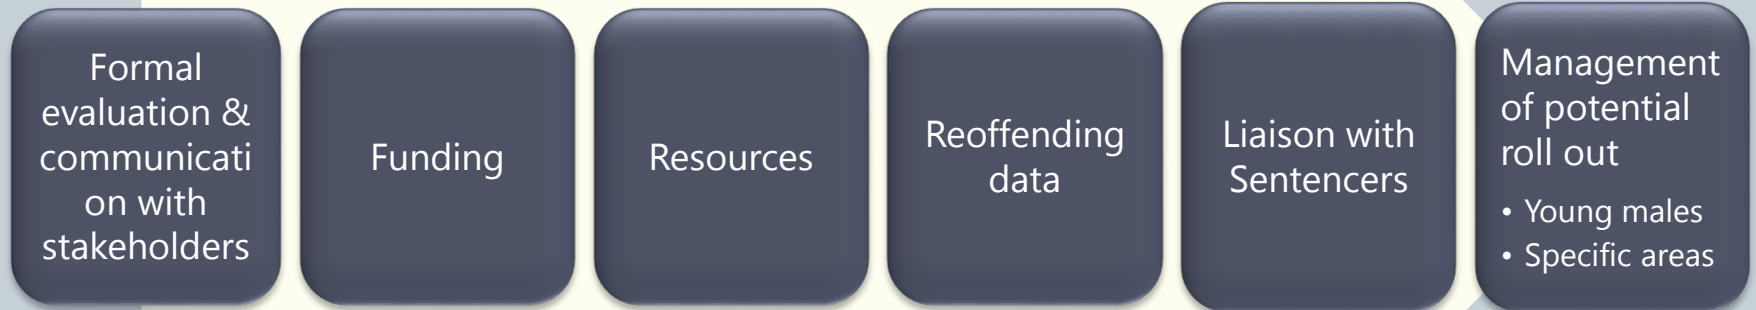 Formal
evaluation &
communicati
on with
stakeholders
Funding
Resources
Reoffending
data
Liaison with
Sentencers
Management
of potential
roll out
• Young males
• Specific areas